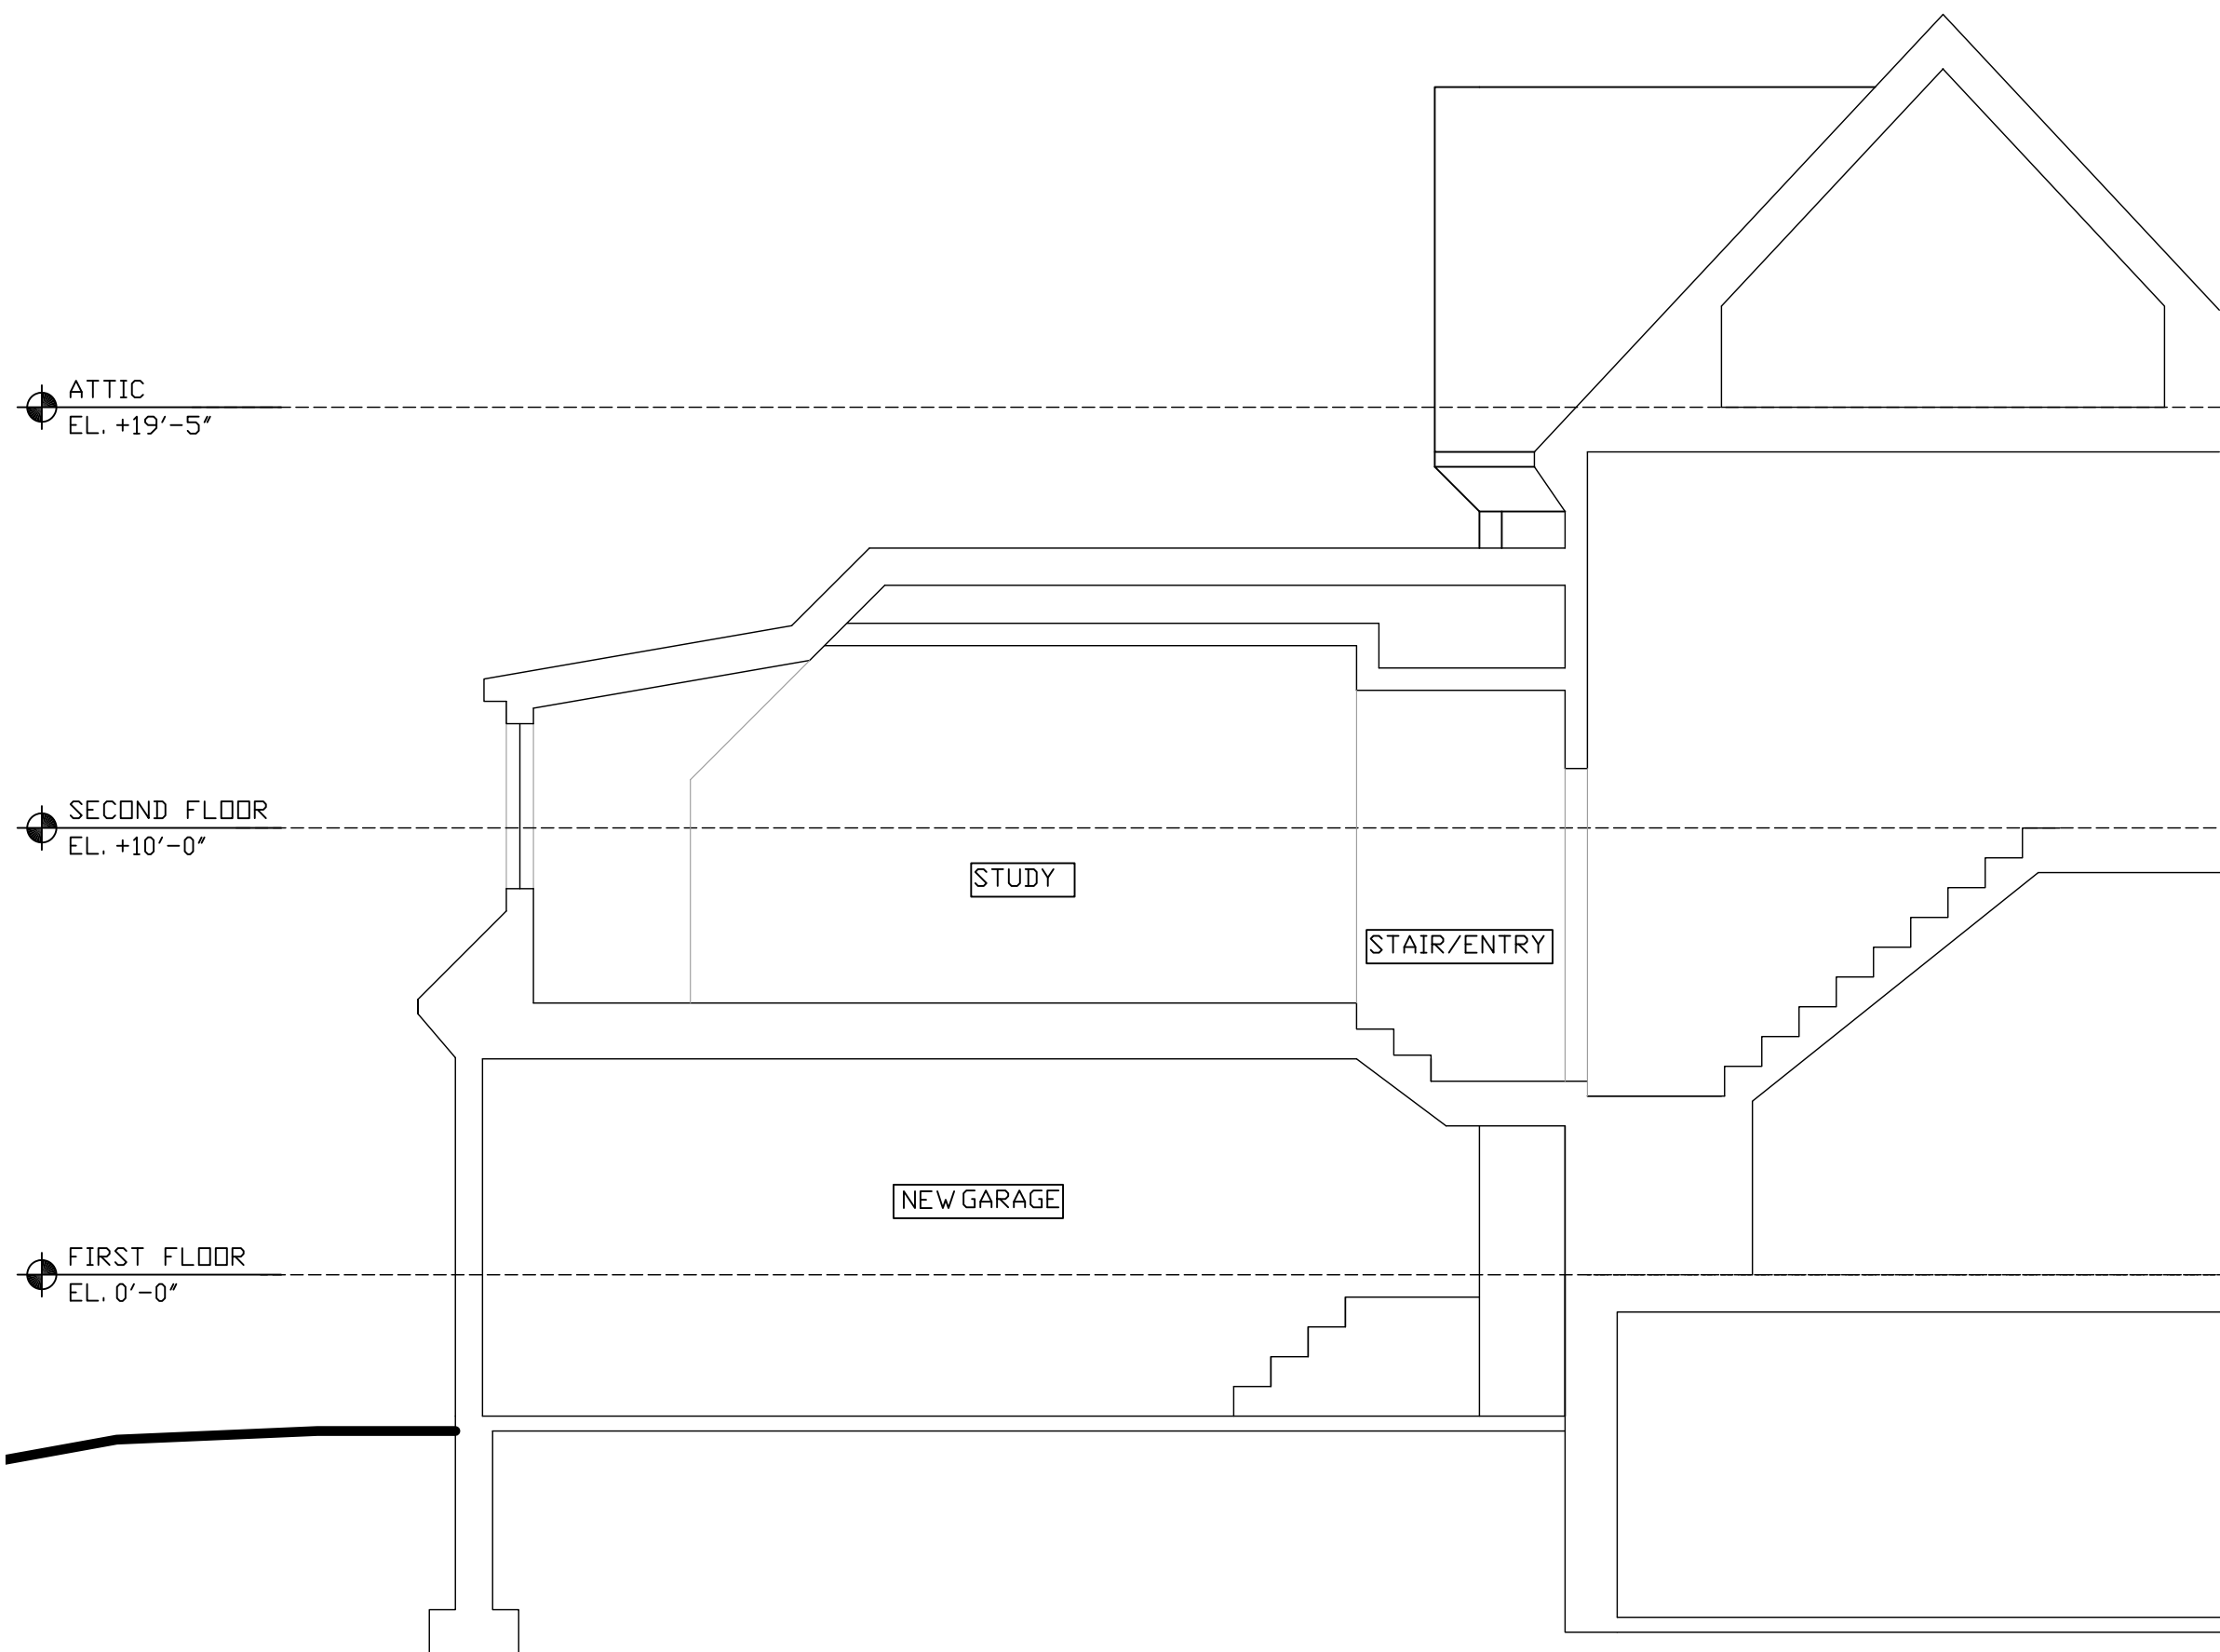 ATTIC
EL. +19'-5"
SECOND FLOOR
EL. +10'-0"
STUDY
STAIR/ENTRY
NEW GARAGE
FIRST FLOOR
EL. 0'-0"